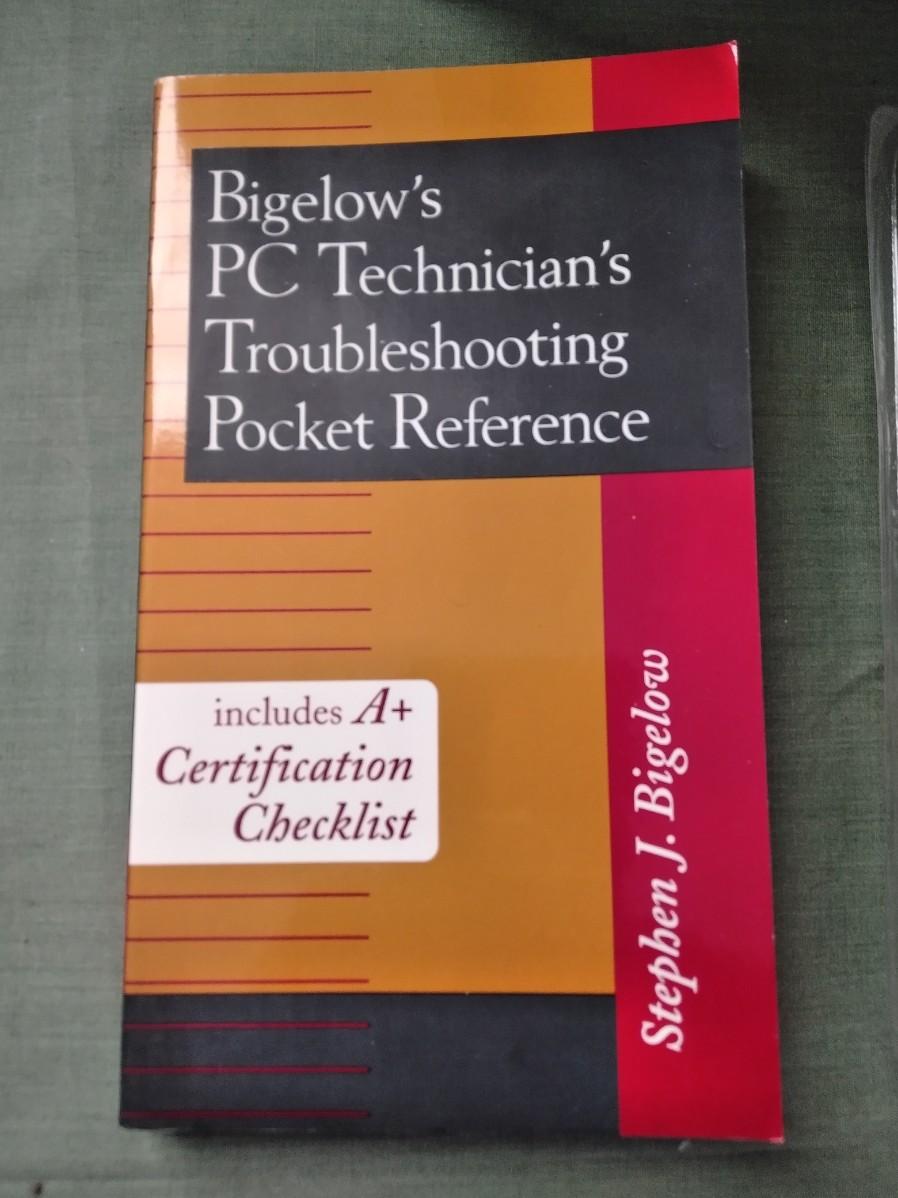 Bigelow's
PC Technician's
Troubleshooting
Pocket Reference
includes A+
Certification
Checklist
Stephen J. Bigelow